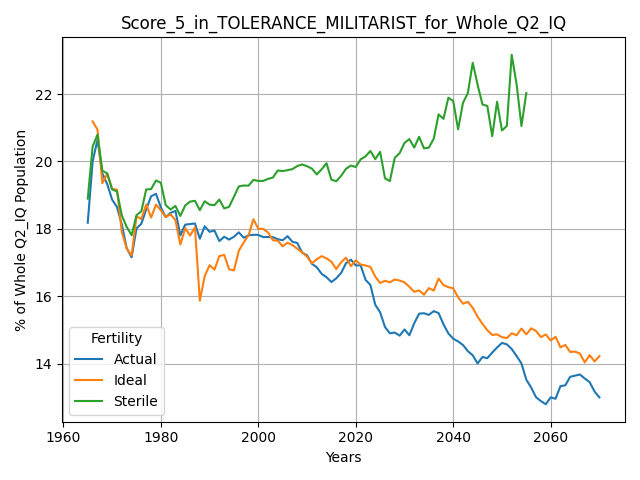 Score_5_in_TOLERANCE_MILITARIST_for_Whole_Q2_IQ
% of Whole Q2_IQ Population
22
20
18
16
14
Fertility
Actual
Ideal
Sterile
1960 1980 2000 2020 2040 2060
Years